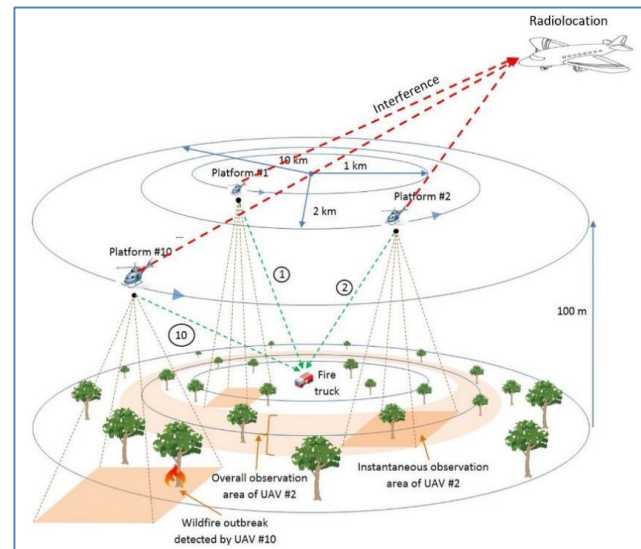 Radiolocation
Interference
10 km
Platform #1
1 km
Platform #2
2 km
...
Platform #10
1
2
100 m
10
Fire
truck
Overall observation
area of UAV #2
Instantaneous observation
area of UAV #2
Wildfire outbreak
detected by UAV #10